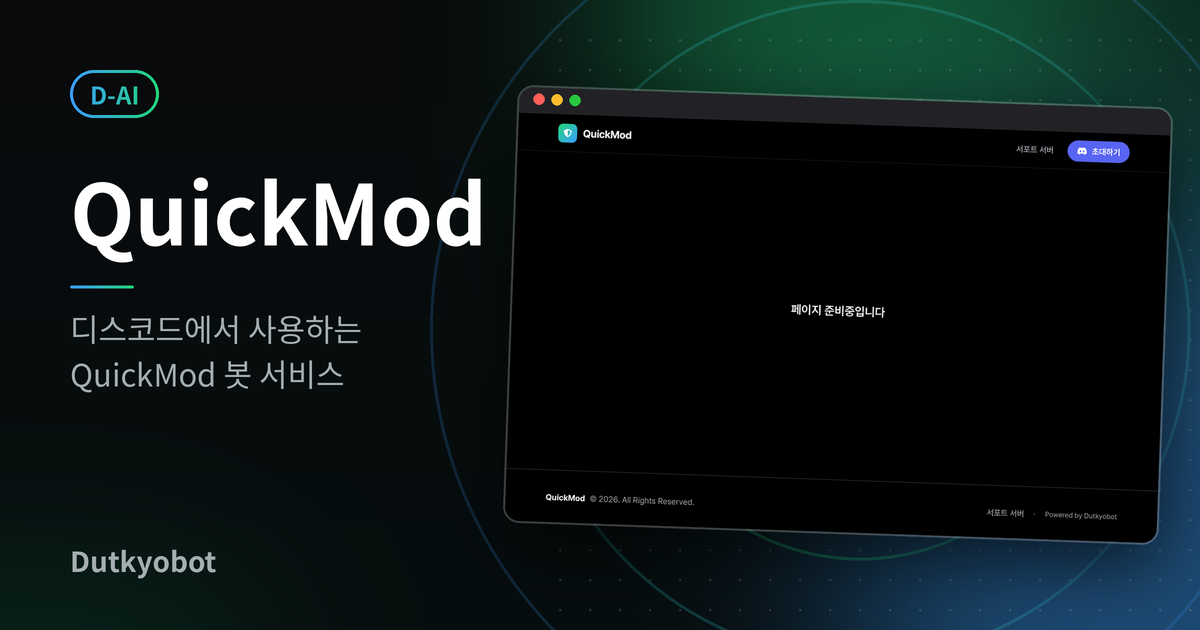 D-AI
QuickMod
디스코드에서 사용하는
QuickMod 봇 서비스
Dutkyobot
QuickMod
서포트 서버
초대하기
페이지 준비중입니다
QuickMod © 2026. All Rights Reserved.
서포트 서버 · Powered by Dutkyobot